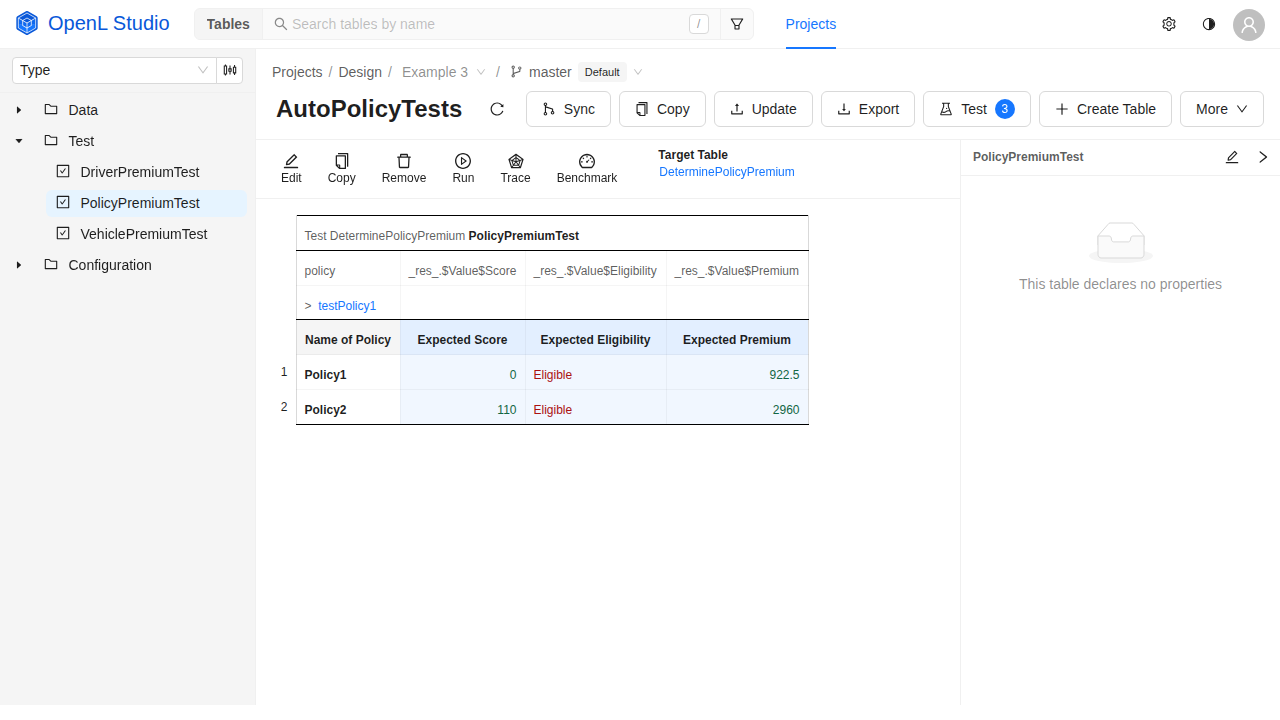 OpenL Studio
Tables
Search tables by name
/
Projects
Type
Projects / Design / Example 3 / master Default
AutoPolicyTests
Sync
Copy
Update
Export
Test 3
Create Table
More
Data
Test
DriverPremiumTest
PolicyPremiumTest
VehiclePremiumTest
Configuration
Edit
Copy
Remove
Run
Trace
Benchmark
Target Table
DeterminePolicyPremium
PolicyPremiumTest
This table declares no properties
Test DeterminePolicyPremium PolicyPremiumTest
policy _res_.$Value$Score _res_.$Value$Eligibility _res_.$Value$Premium
> testPolicy1
Name of Policy Expected Score Expected Eligibility Expected Premium
1 Policy1 0 Eligible 922.5
2 Policy2 110 Eligible 2960